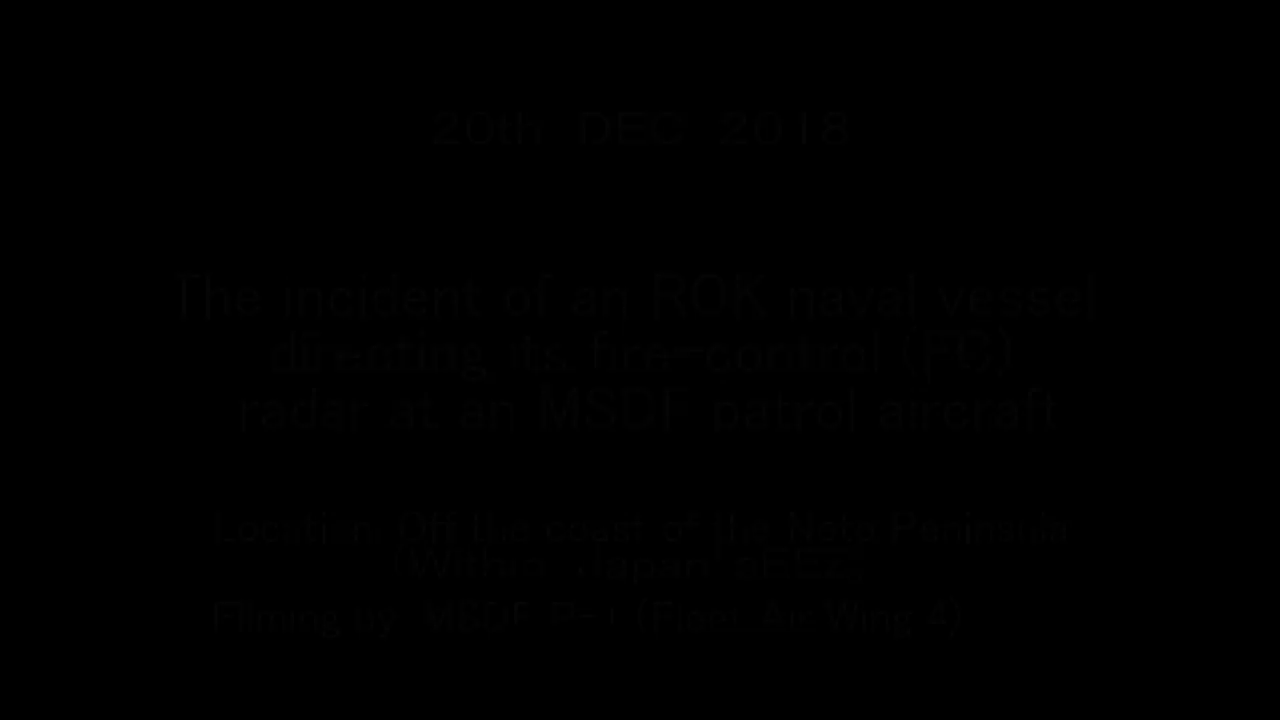 20th DEC 2018
The incident of an ROK naval vessel
directing its fire-control (FC)
radar at an MSDF patrol aircraft
Location: Off the coast of the Noto Peninsula
(Within Japan's EEZ)
Filming by MSDF P-1 (Fleet Air Wing 4)